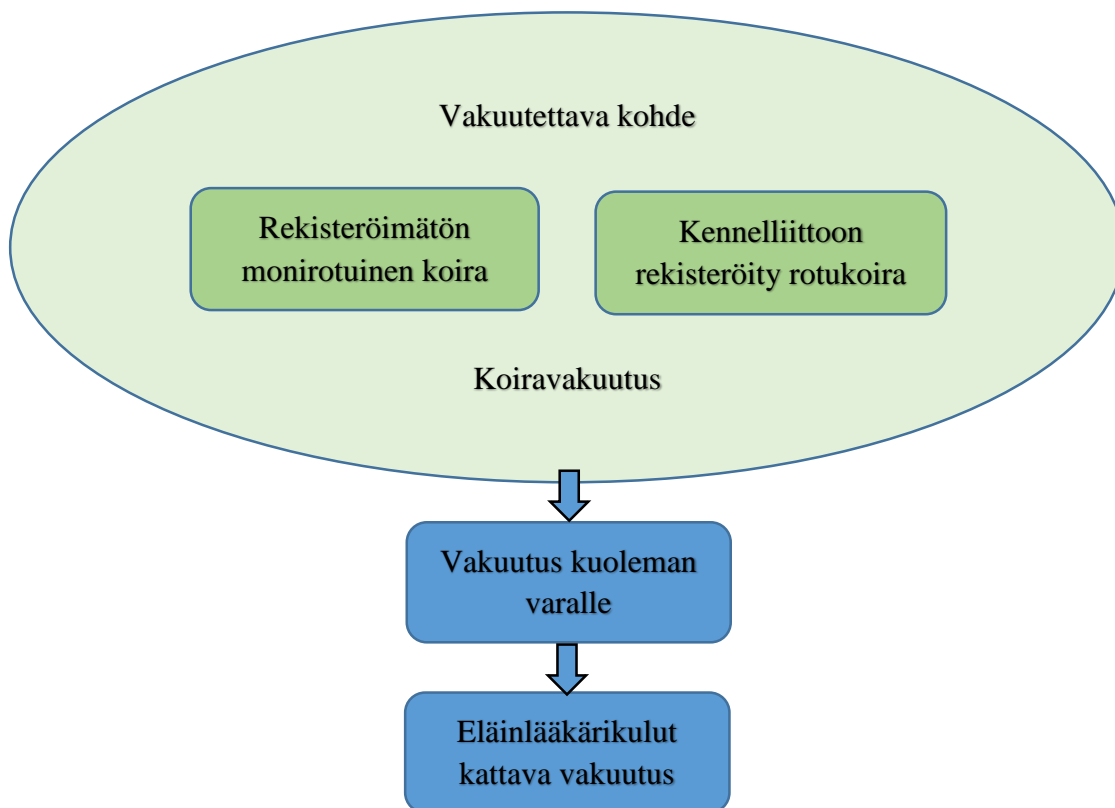 Vakuutettava kohde
Rekisteröimätön
monirotuinen koira
Kennelliittoon
rekisteröity rotukoira
Koiravakuutus
Vakuutus kuoleman
varalle
Eläinlääkärikulut
kattava vakuutus